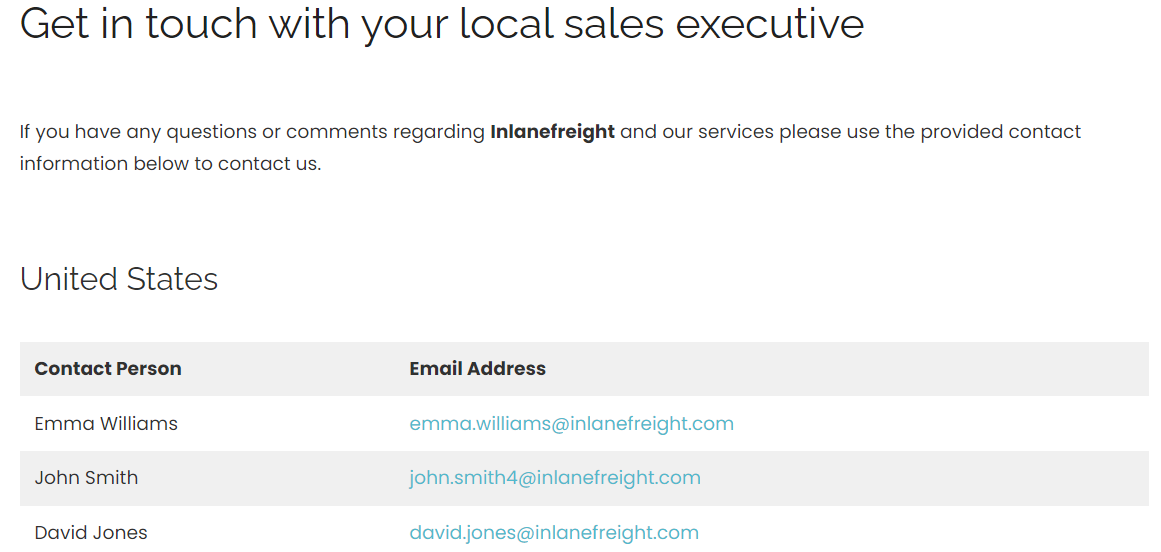 Get in touch with your local sales executive
If you have any questions or comments regarding Inlanefreight and our services please use the provided contact
information below to contact us.
United States
Contact Person Email Address
Emma Williams emma.williams@inlanefreight.com
John Smith john.smith4@inlanefreight.com
David Jones david.jones@inlanefreight.com